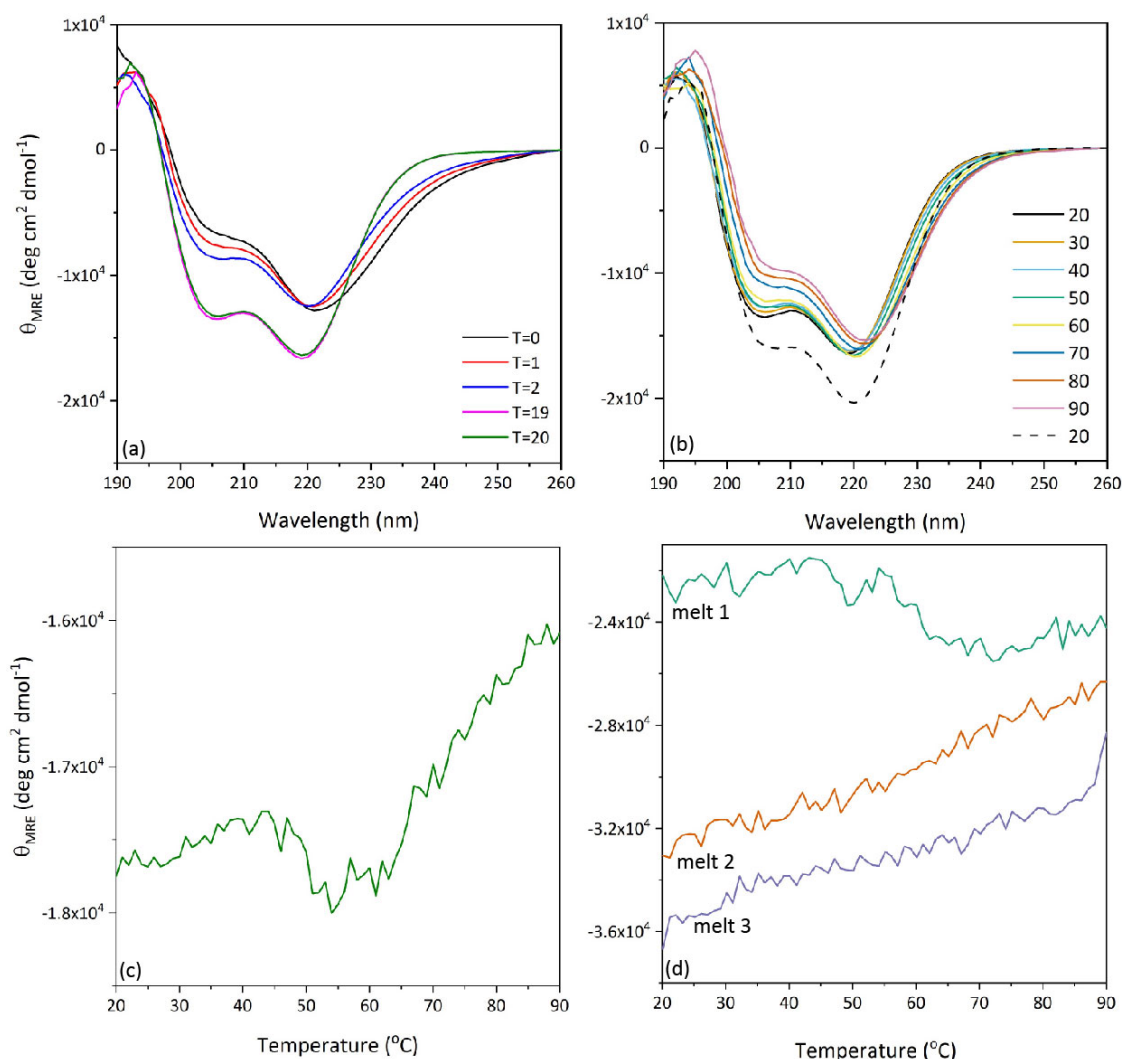 1x10⁴
0
-1x10⁴
-2x10⁴
θMRE (deg cm² dmol⁻¹)
T=0
T=1
T=2
T=19
T=20
(a)
190 200 210 220 230 240 250 260
Wavelength (nm)
1x10⁴
0
-1x10⁴
-2x10⁴
20
30
40
50
60
70
80
90
20
(b)
190 200 210 220 230 240 250 260
Wavelength (nm)
-1.6x10⁴
-1.7x10⁴
-1.8x10⁴
θMRE (deg cm² dmol⁻¹)
(c)
20 30 40 50 60 70 80 90
Temperature (°C)
melt 1
-2.4x10⁴
-2.8x10⁴
-3.2x10⁴
melt 2
melt 3
-3.6x10⁴
(d)
20 30 40 50 60 70 80 90
Temperature (°C)